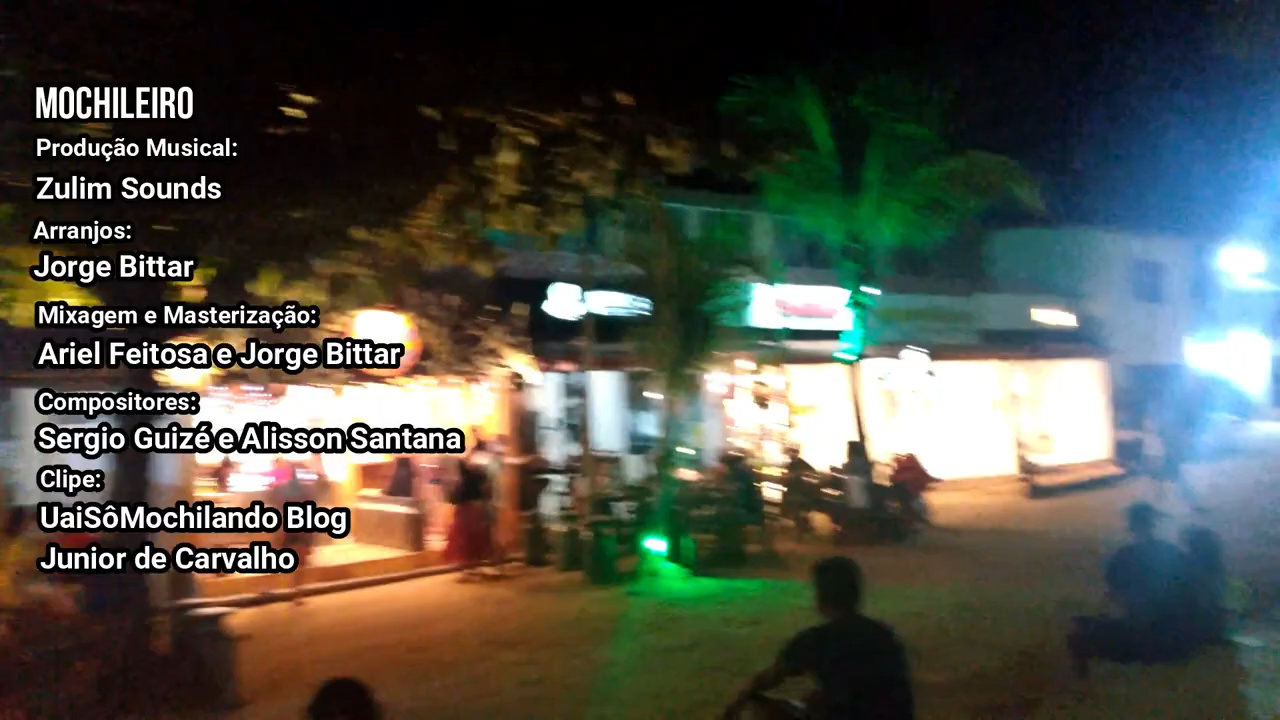 MOCHILEIRO
Produção Musical:
Zulim Sounds
Arranjos:
Jorge Bittar
Mixagem e Masterização:
Ariel Feitosa e Jorge Bittar
Compositores:
Sergio Guizé e Alisson Santana
Clipe:
UaiSôMochilando Blog
Junior de Carvalho